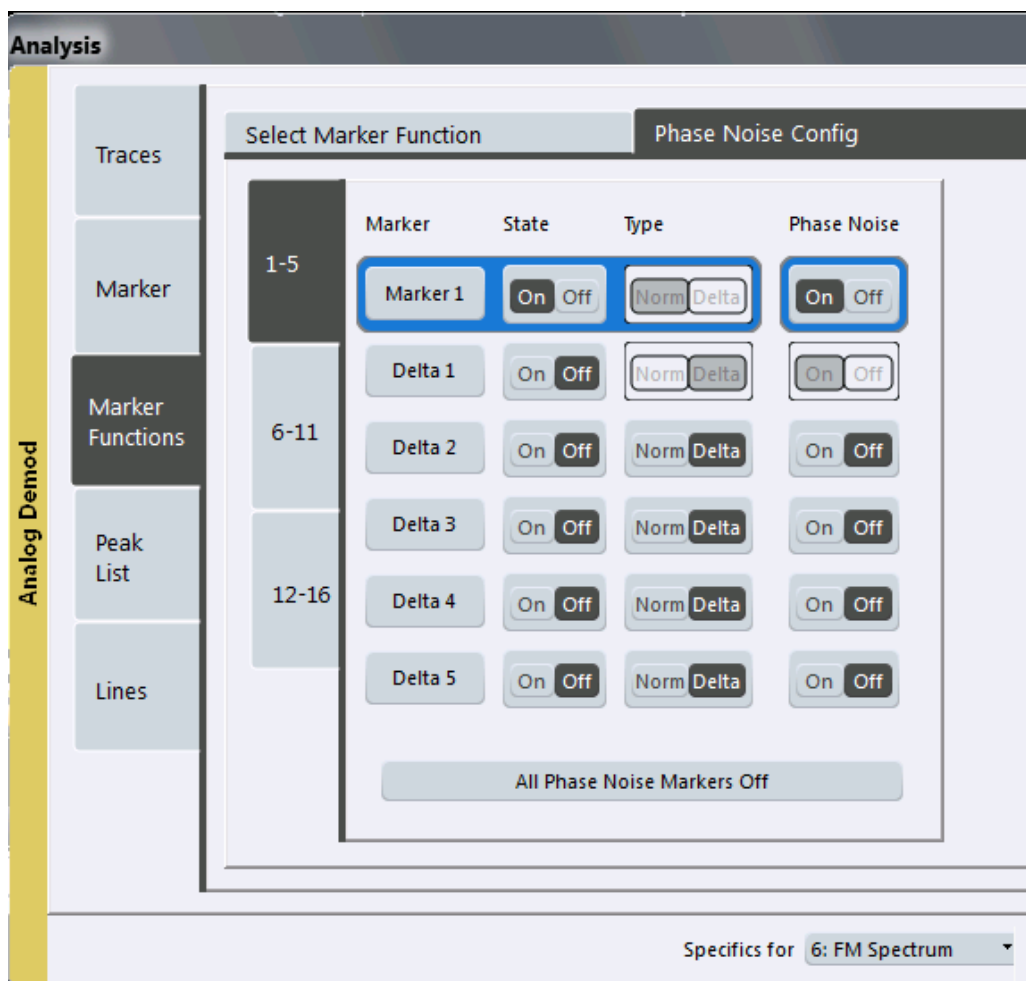 Analysis
Analog Demod
Traces
Marker
Marker
Functions
Peak
List
Lines
Select Marker Function
Phase Noise Config
1-5
6-11
12-16
Marker State Type Phase Noise
Marker 1 On Off Norm Delta On Off
Delta 1 On Off Norm Delta On Off
Delta 2 On Off Norm Delta On Off
Delta 3 On Off Norm Delta On Off
Delta 4 On Off Norm Delta On Off
Delta 5 On Off Norm Delta On Off
All Phase Noise Markers Off
Specifics for 6: FM Spectrum